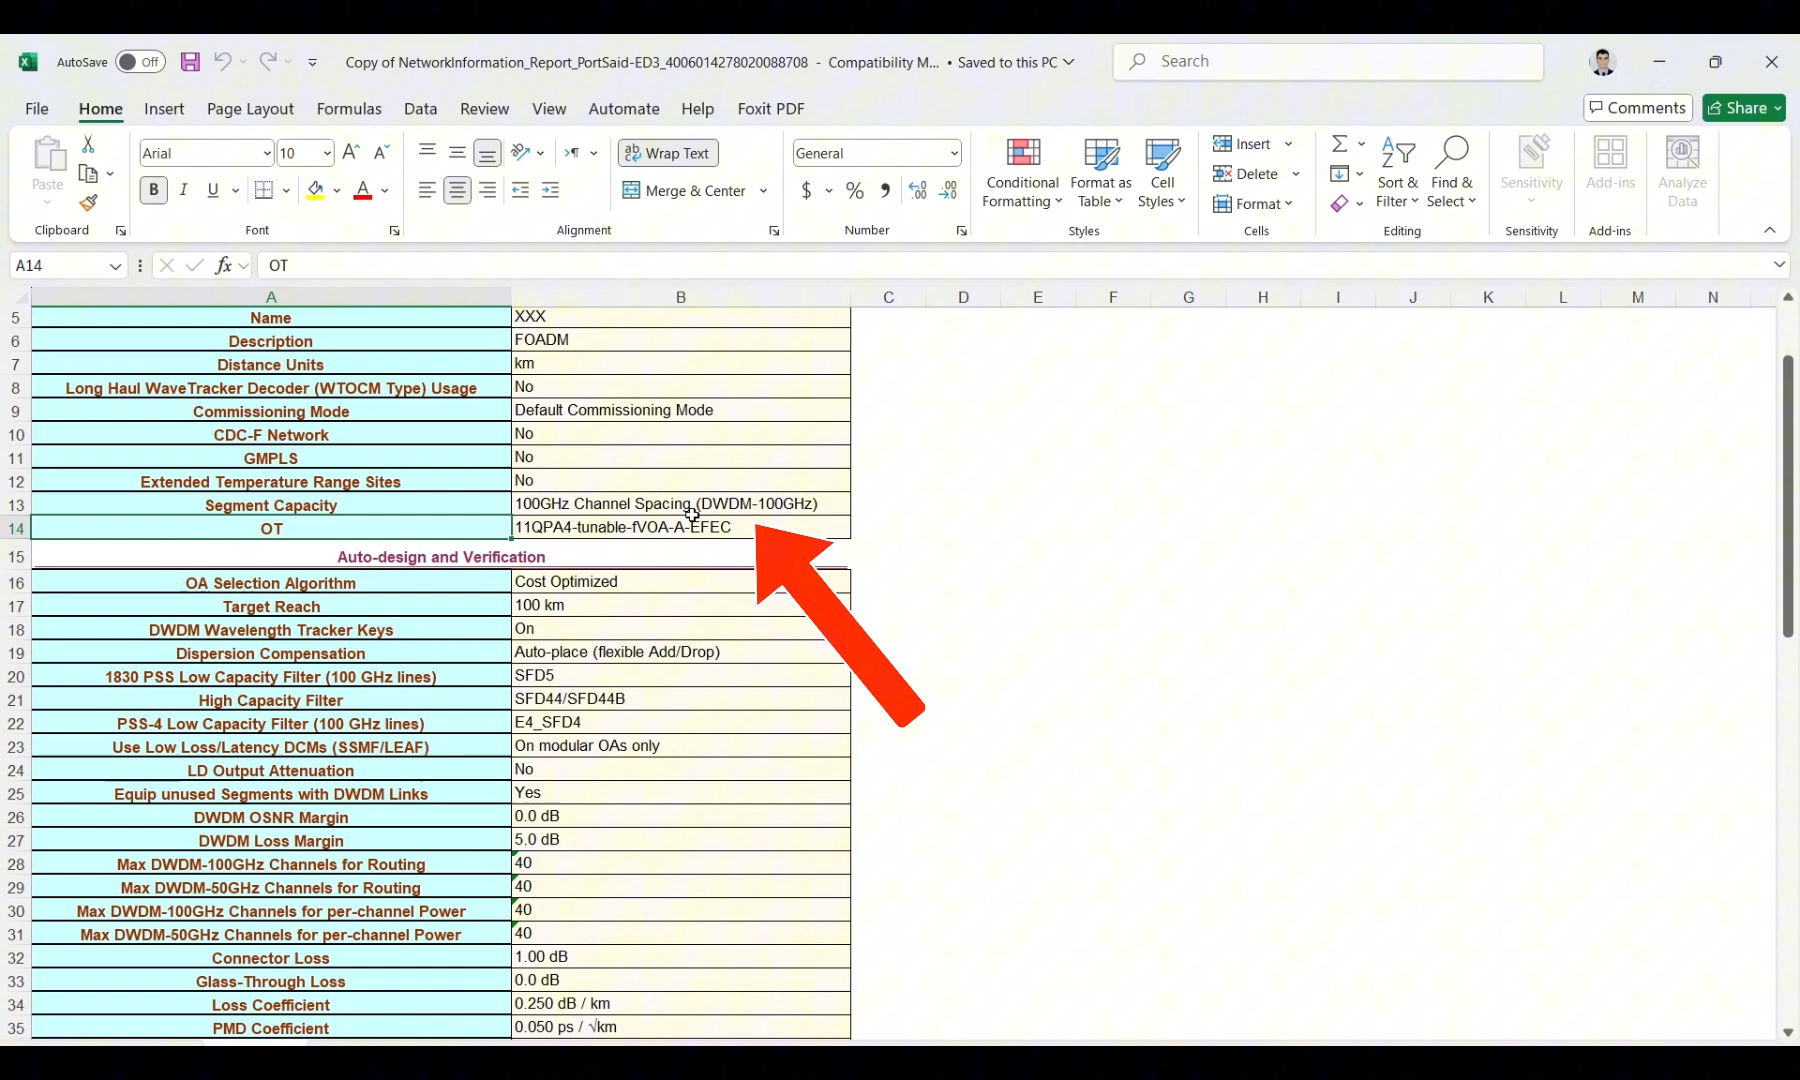 AutoSave Off Copy of NetworkInformation_Report_PortSaid-ED3_4006014278020088708 - Compatibility M... • Saved to this PC Search
File Home Insert Page Layout Formulas Data Review View Automate Help Foxit PDF Comments Share
Paste Arial 10 Wrap Text General Conditional Formatting Format as Table Cell Styles Insert Sort & Filter Find & Select Sensitivity Add-ins Analyze Data
B I U Merge & Center $ % Delete
Format
Clipboard Font Alignment Number Styles Cells Editing Sensitivity Add-ins
A14 fx OT
A B C D E F G H I J K L M N
5 Name XXX
6 Description FOADM
7 Distance Units km
8 Long Haul WaveTracker Decoder (WTOCM Type) Usage No
9 Commissioning Mode Default Commissioning Mode
10 CDC-F Network No
11 GMPLS No
12 Extended Temperature Range Sites No
13 Segment Capacity 100GHz Channel Spacing (DWDM-100GHz)
14 OT 11QPA4-tunable-fVOA-A-EFEC
15 Auto-design and Verification
16 OA Selection Algorithm Cost Optimized
17 Target Reach 100 km
18 DWDM Wavelength Tracker Keys On
19 Dispersion Compensation Auto-place (flexible Add/Drop)
20 1830 PSS Low Capacity Filter (100 GHz lines) SFD5
21 High Capacity Filter SFD44/SFD44B
22 PSS-4 Low Capacity Filter (100 GHz lines) E4_SFD4
23 Use Low Loss/Latency DCMs (SSMF/LEAF) On modular OAs only
24 LD Output Attenuation No
25 Equip unused Segments with DWDM Links Yes
26 DWDM OSNR Margin 0.0 dB
27 DWDM Loss Margin 5.0 dB
28 Max DWDM-100GHz Channels for Routing 40
29 Max DWDM-50GHz Channels for Routing 40
30 Max DWDM-100GHz Channels for per-channel Power 40
31 Max DWDM-50GHz Channels for per-channel Power 40
32 Connector Loss 1.00 dB
33 Glass-Through Loss 0.0 dB
34 Loss Coefficient 0.250 dB / km
35 PMD Coefficient 0.050 ps / √km